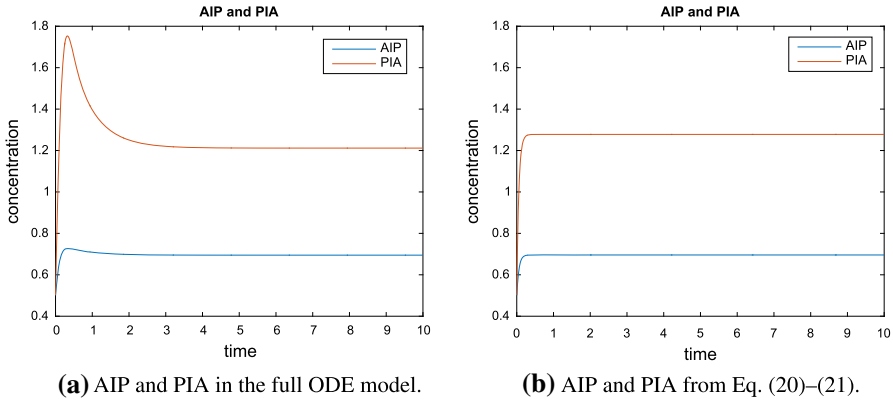 AIP and PIA
1.8
1.6
1.4
1.2
1
0.8
0.6
0.4
concentration
AIP
PIA
0 1 2 3 4 5 6 7 8 9 10
time
(a) AIP and PIA in the full ODE model.
AIP and PIA
1.8
1.6
1.4
1.2
1
0.8
0.6
0.4
concentration
AIP
PIA
0 1 2 3 4 5 6 7 8 9 10
time
(b) AIP and PIA from Eq. (20)–(21).